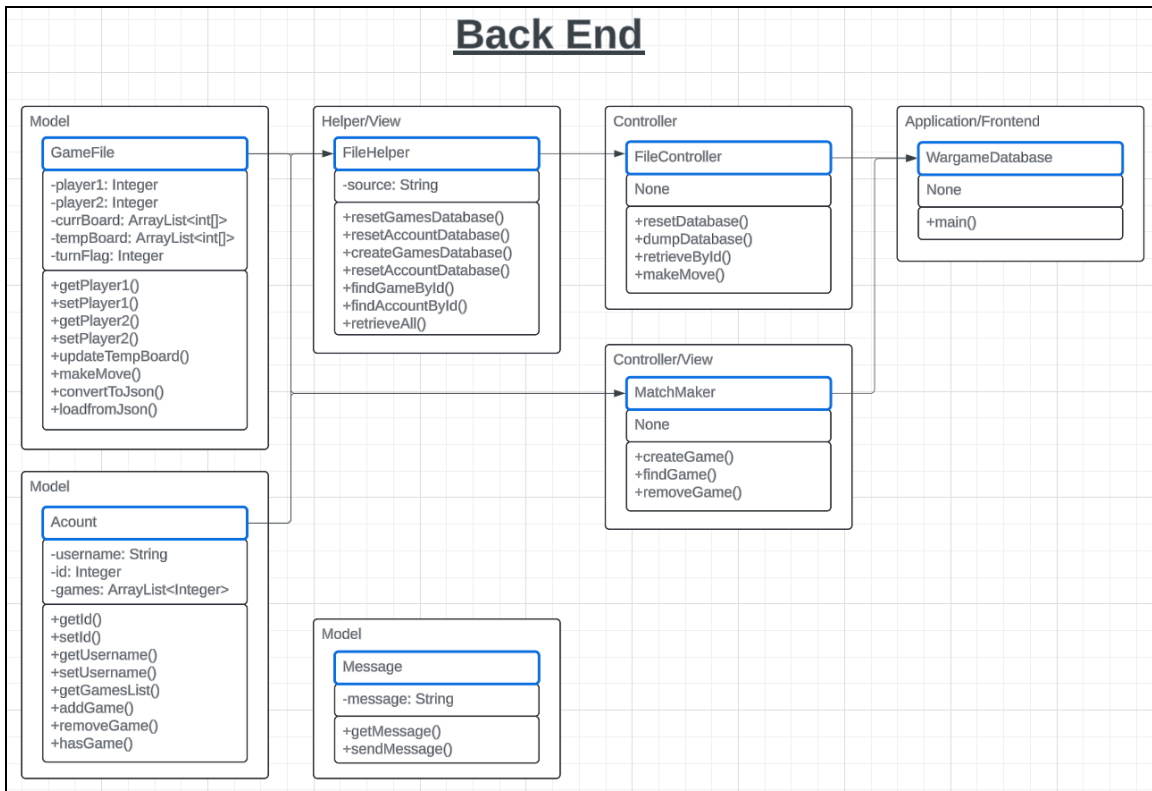 Back End
Model
GameFile
-player1: Integer
-player2: Integer
-currBoard: ArrayList<int[]>
-tempBoard: ArrayList<int[]>
-turnFlag: Integer
+getPlayer1()
+setPlayer1()
+getPlayer2()
+setPlayer2()
+updateTempBoard()
+makeMove()
+convertToJson()
+loadfromJson()
Helper/View
FileHelper
-source: String
+resetGamesDatabase()
+resetAccountDatabase()
+createGamesDatabase()
+resetAccountDatabase()
+findGameById()
+findAccountById()
+retrieveAll()
Controller
FileController
None
+resetDatabase()
+dumpDatabase()
+retrieveById()
+makeMove()
Application/Frontend
WargameDatabase
None
+main()
Controller/View
MatchMaker
None
+createGame()
+findGame()
+removeGame()
Model
Acount
-username: String
-id: Integer
-games: ArrayList<Integer>
+getId()
+setId()
+getUsername()
+setUsername()
+getGamesList()
+addGame()
+removeGame()
+hasGame()
Model
Message
-message: String
+getMessage()
+sendMessage()